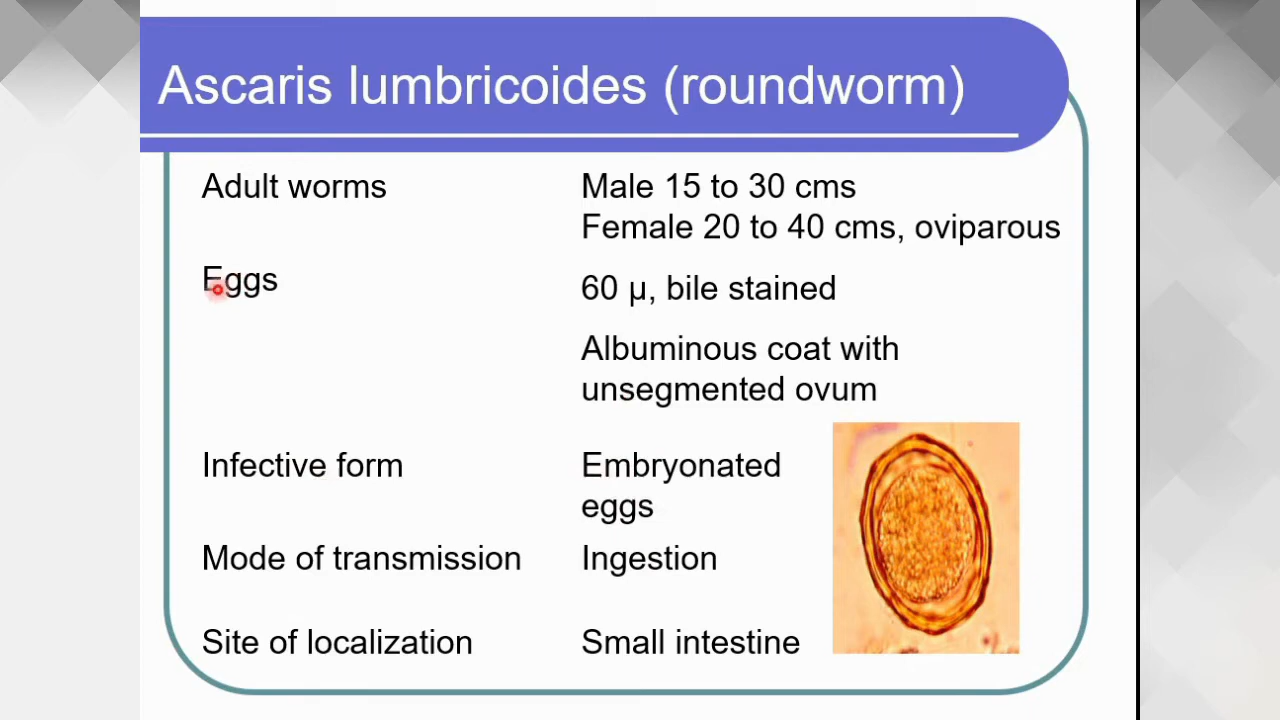 Ascaris lumbricoides (roundworm)
Adult worms
Male 15 to 30 cms
Female 20 to 40 cms, oviparous
Eggs
60 µ, bile stained
Albuminous coat with
unsegmented ovum
Infective form
Embryonated
eggs
Mode of transmission
Ingestion
Site of localization
Small intestine